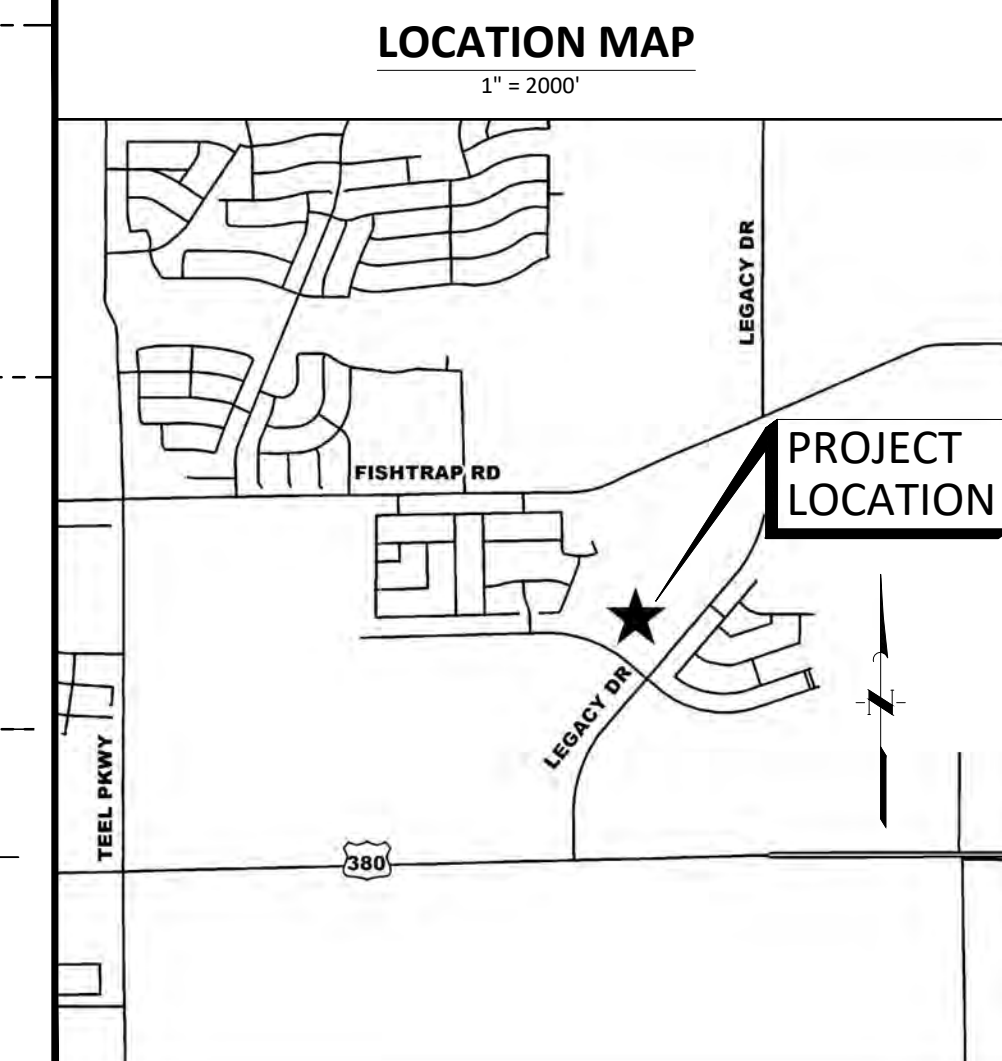 LOCATION MAP
1" = 2000'
LEGACY DR
PROJECT
LOCATION
FISHTRAP RD
LEGACY DR
N
TEEL PKWY
380